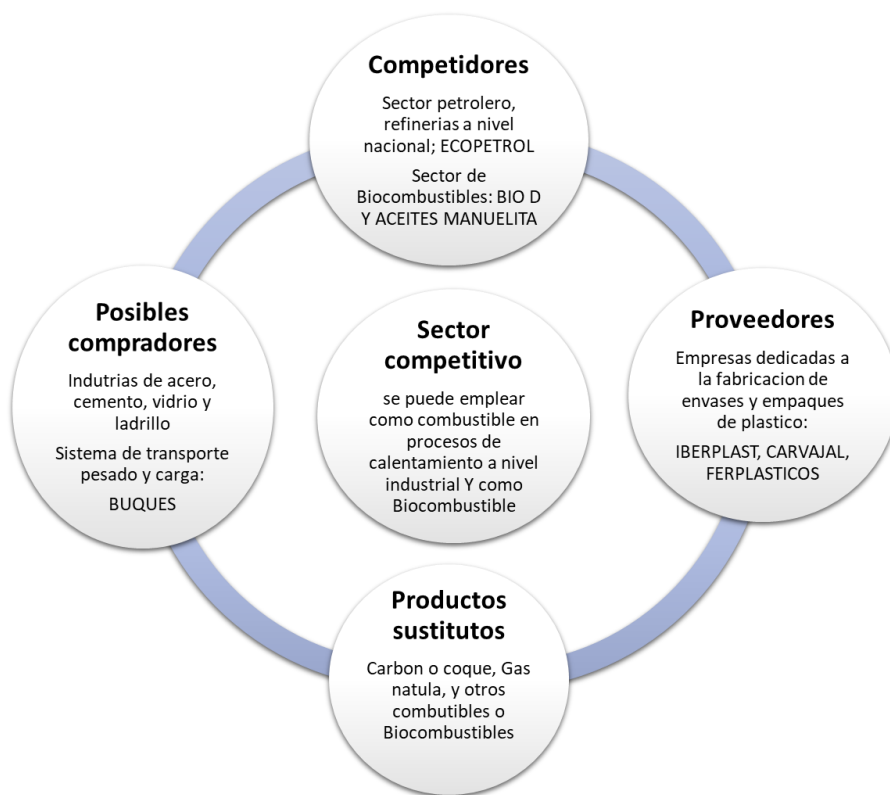 Competidores
Sector petrolero,
refinerias a nivel
nacional; ECOPETROL
Sector de
Biocombustibles: BIO D
Y ACEITES MANUELITA
Posibles
compradores
Indutrias de acero,
cemento, vidrio y
ladrillo
Sistema de transporte
pesado y carga:
BUQUES
Sector
competitivo
se puede emplear
como combustible en
procesos de
calentamiento a nivel
industrial Y como
Biocombustible
Proveedores
Empresas dedicadas a
la fabricacion de
envases y empaques
de plastico:
IBERPLAST, CARVAJAL,
FERPLASTICOS
Productos
sustitutos
Carbon o coque, Gas
natula, y otros
combutibles o
Biocombustibles